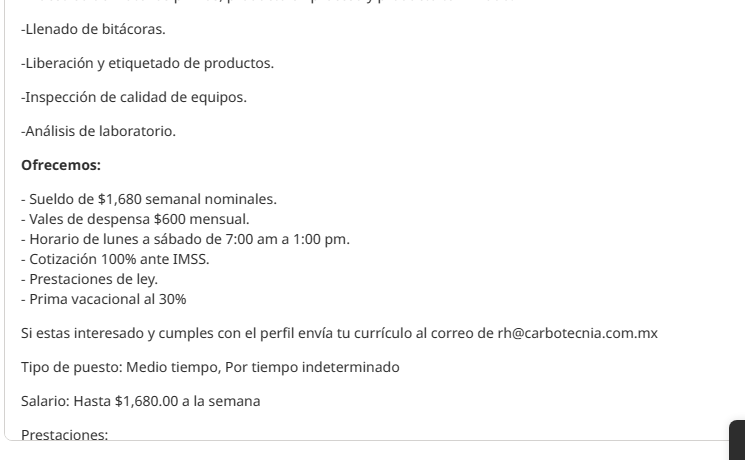 -Llenado de bitácoras.
-Liberación y etiquetado de productos.
-Inspección de calidad de equipos.
-Análisis de laboratorio.
Ofrecemos:
- Sueldo de $1,680 semanal nominales.
- Vales de despensa $600 mensual.
- Horario de lunes a sábado de 7:00 am a 1:00 pm.
- Cotización 100% ante IMSS.
- Prestaciones de ley.
- Prima vacacional al 30%
Si estas interesado y cumples con el perfil envía tu currículo al correo de rh@carbotecnia.com.mx
Tipo de puesto: Medio tiempo, Por tiempo indeterminado
Salario: Hasta $1,680.00 a la semana
Prestaciones: